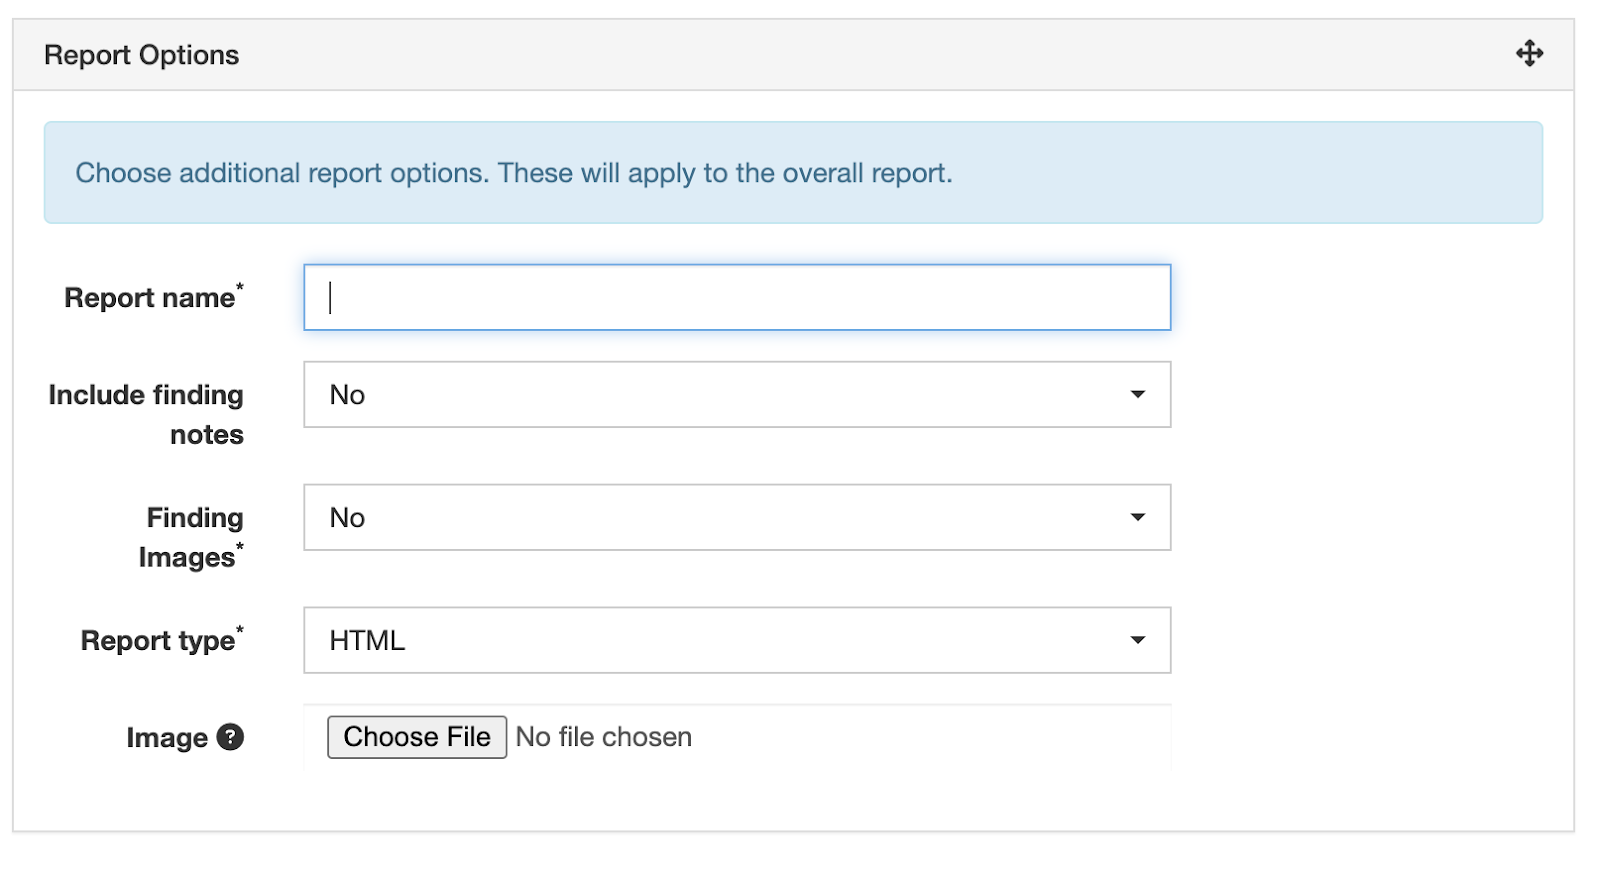 Report Options
Choose additional report options. These will apply to the overall report.
Report name*
Include finding
notes
No
Finding
Images*
No
Report type*
HTML
Image ?
Choose File No file chosen